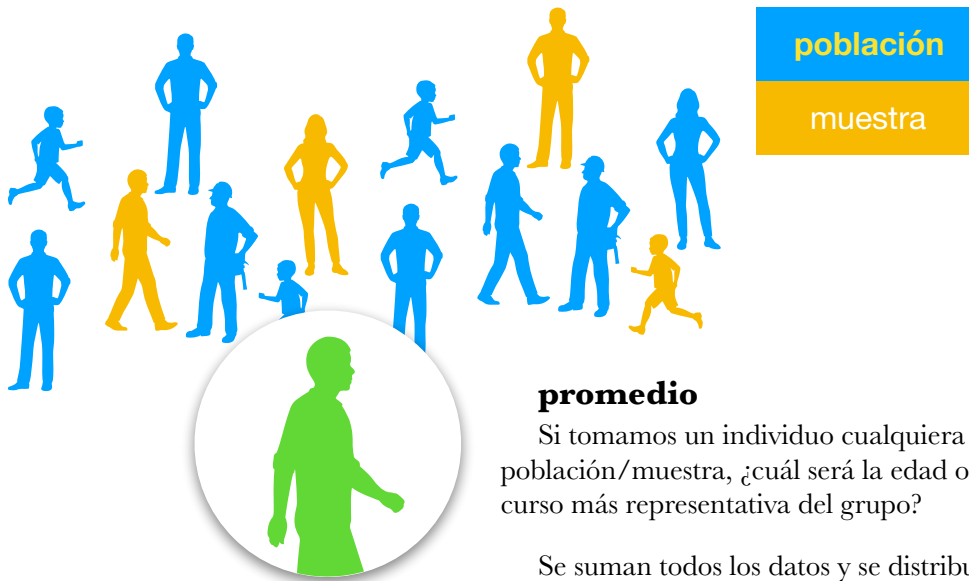 población
muestra
promedio
Si tomamos un individuo cualquiera
población/muestra, ¿cuál será la edad o
curso más representativa del grupo?
Se suman todos los datos y se distribu